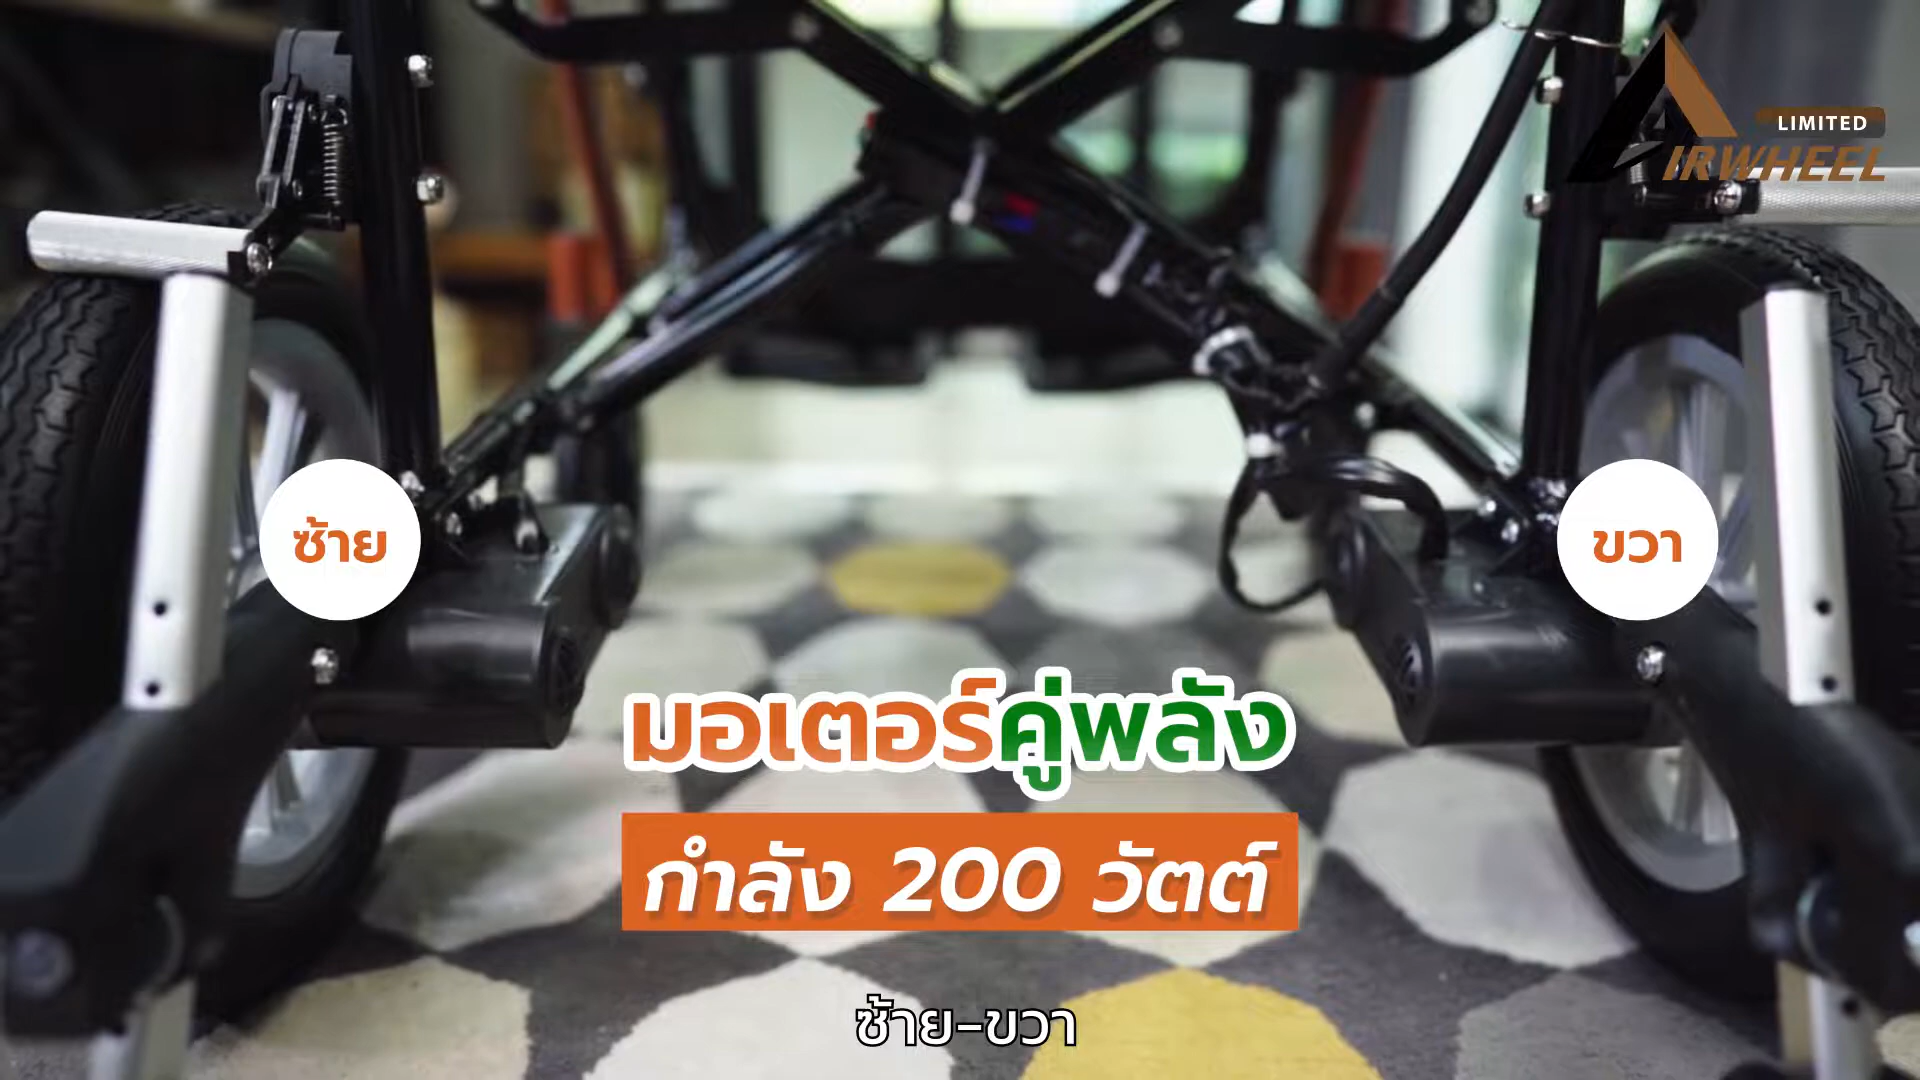 LIMITED
AIRWHEEL
ซ้าย
ขวา
มอเตอร์คู่พลัง
กำลัง 200 วัตต์
ซ้าย-ขวา